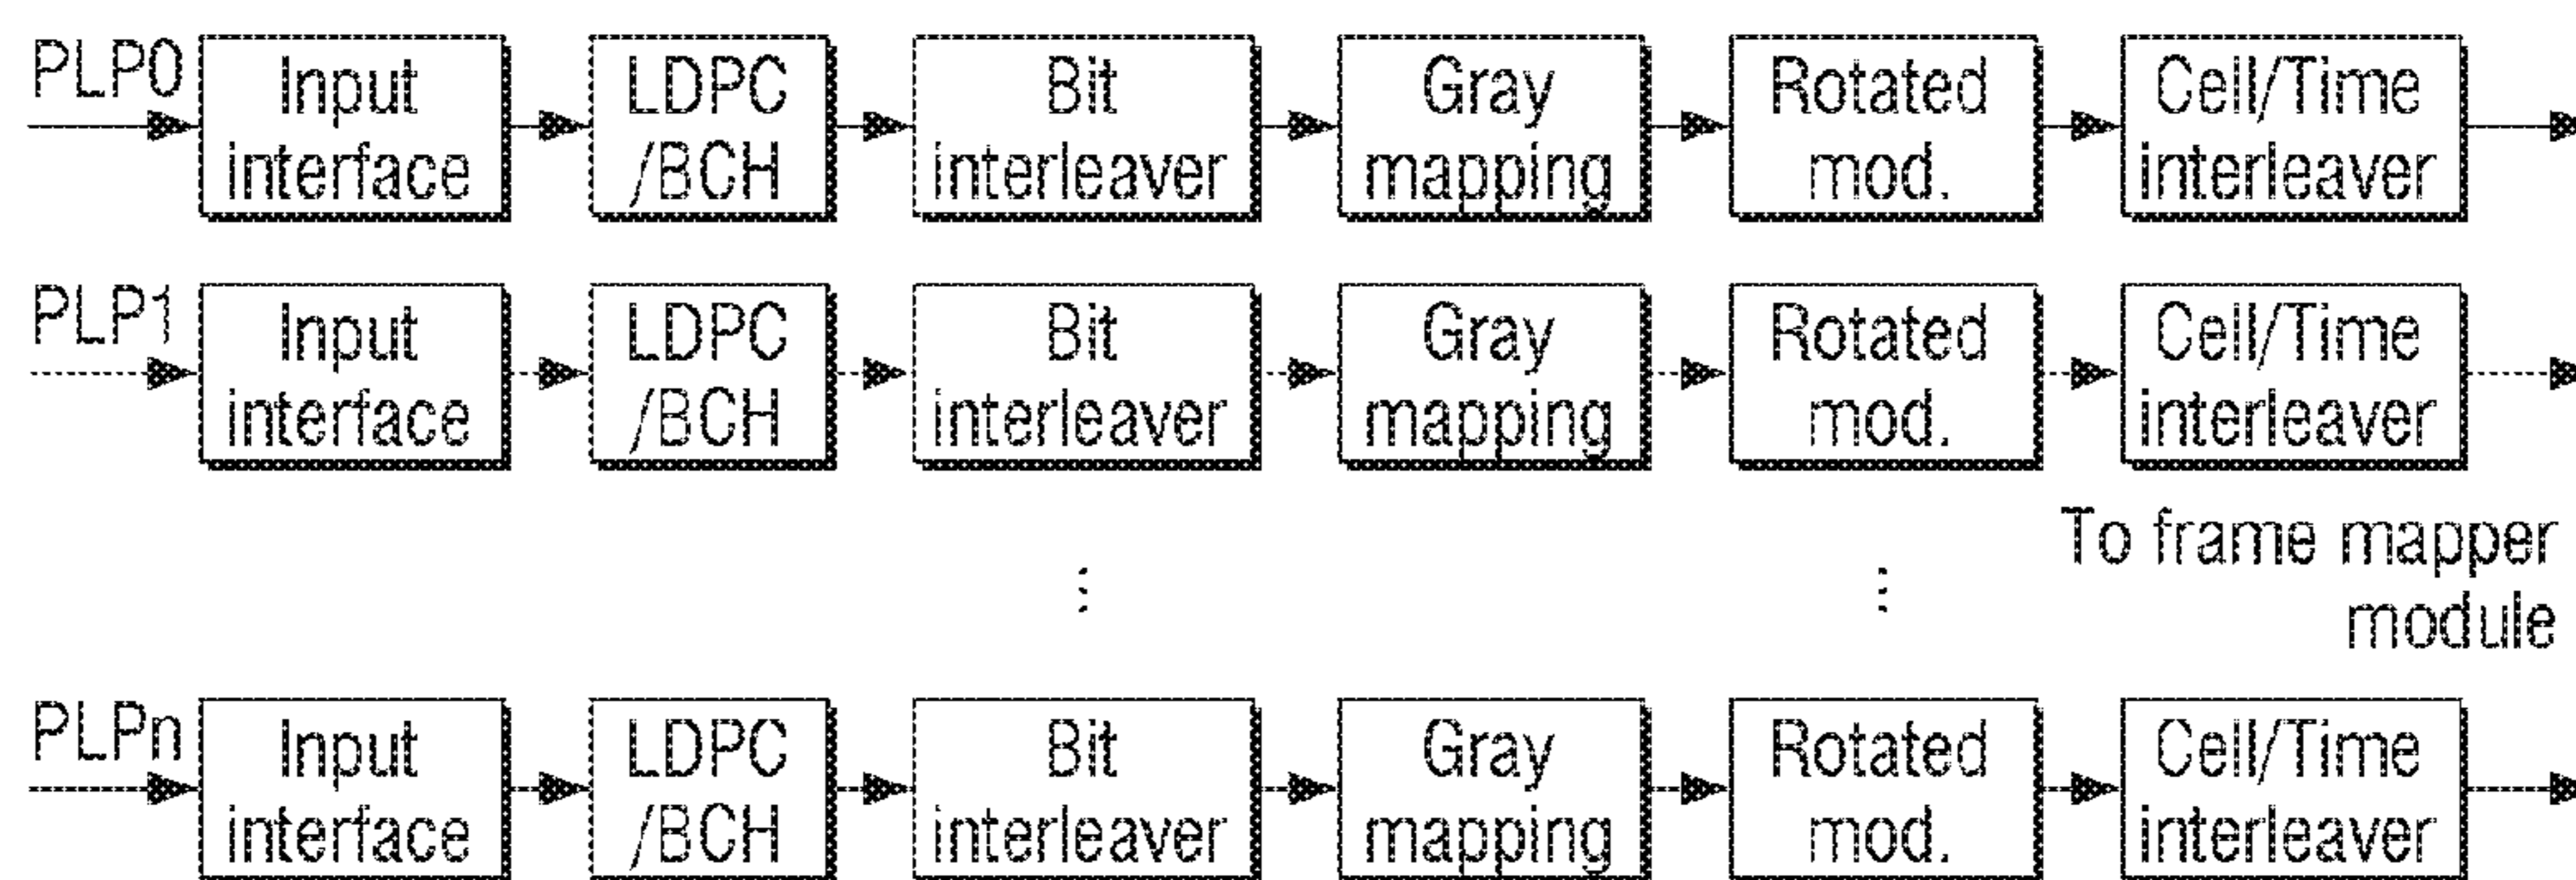 PLP0
Input
interface
LDPC
/BCH
Bit
interleaver
Gray
mapping
Rotated
mod.
Cell/Time
interleaver
PLP1
Input
interface
LDPC
/BCH
Bit
interleaver
Gray
mapping
Rotated
mod.
Cell/Time
interleaver
To frame mapper
module
PLPn
Input
interface
LDPC
/BCH
Bit
interleaver
Gray
mapping
Rotated
mod.
Cell/Time
interleaver